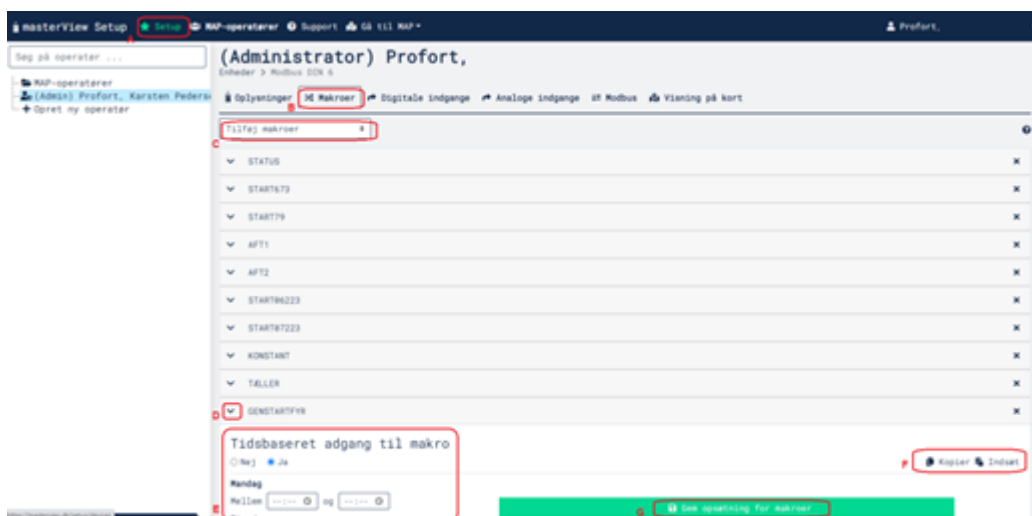 masterView Setup Setup MAP-operatører Support Gå til MAP Profort,
A
Søg på operatør ...
MAP-operatører
(Admin) Profort, Karsten Peders
Opret ny operatør
(Administrator) Profort,
Enheder > Modbus DIN 6
Oplysninger Makroer Digitale indgange Analoge indgange Modbus Visning på kort
B
Tilføj makroer
C
STATUS
START673
START79
AFT1
AFT2
START86223
START87223
KONSTANT
TÆLLER
D GENSTARTFYR
Tidsbaseret adgang til makro
Nej Ja
F Kopier Indsæt
Mandag
Mellem --:-- og --:--
E
G Gem opsætning for makroer